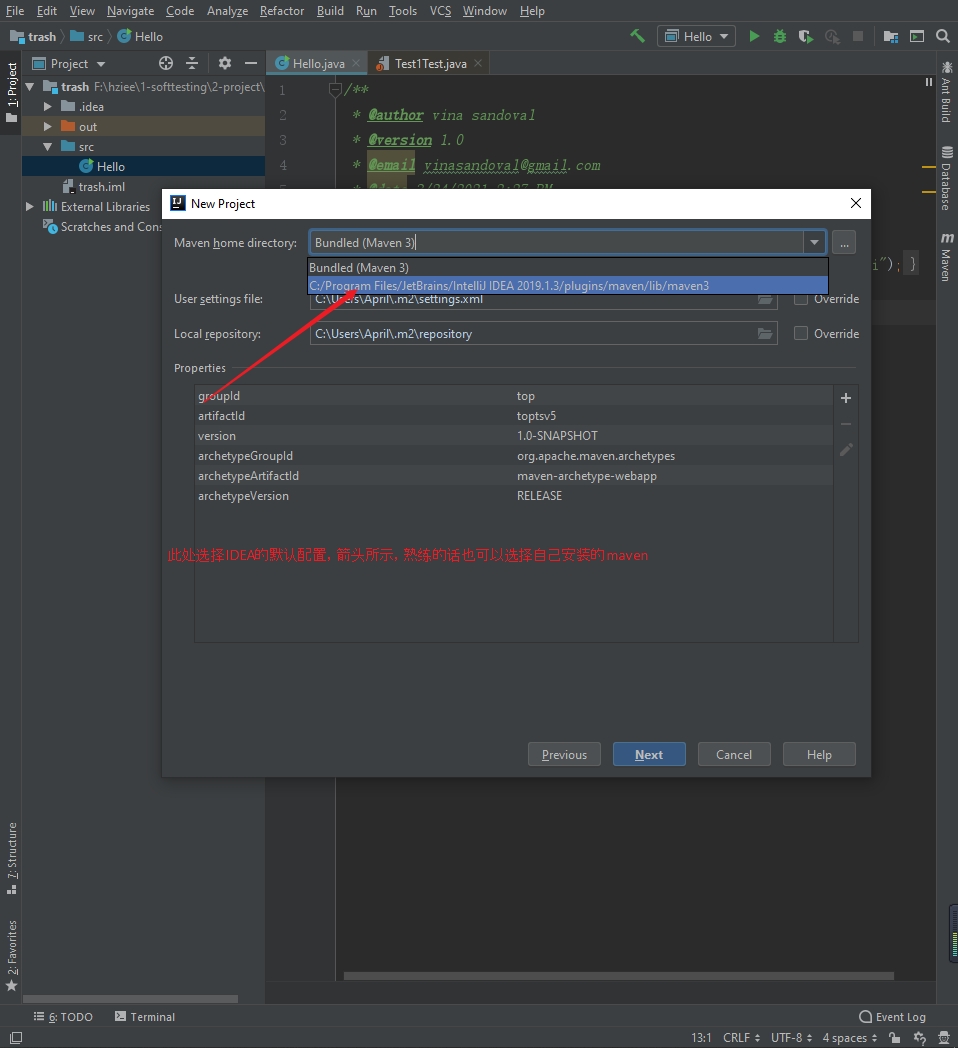 File Edit View Navigate Code Analyze Refactor Build Run Tools VCS Window Help
trash src Hello Hello
1: Project
Project
Hello.java Test1Test.java
trash F:\hziee\1-softtesting\2-project\
.idea
out
src
Hello
trash.iml
External Libraries
Scratches and Con
1 /**
2 * @author vina sandoval
3 * @version 1.0
4 * @email vinasandoval@gmail.com
i"); }
Ant Build
Database
Maven
New Project
Maven home directory: Bundled (Maven 3) ...
Bundled (Maven 3)
C:/Program Files/JetBrains/IntelliJ IDEA 2019.1.3/plugins/maven/lib/maven3
User settings file: C:\Users\April\.m2\settings.xml Override
Local repository: C:\Users\April\.m2\repository Override
Properties
groupId top
artifactId toptsv5
version 1.0-SNAPSHOT
archetypeGroupId org.apache.maven.archetypes
archetypeArtifactId maven-archetype-webapp
archetypeVersion RELEASE
此处选择IDEA的默认配置, 箭头所示, 熟练的话也可以选择自己安装的maven
Previous Next Cancel Help
7: Structure
2: Favorites
6: TODO Terminal Event Log
13:1 CRLF UTF-8 4 spaces